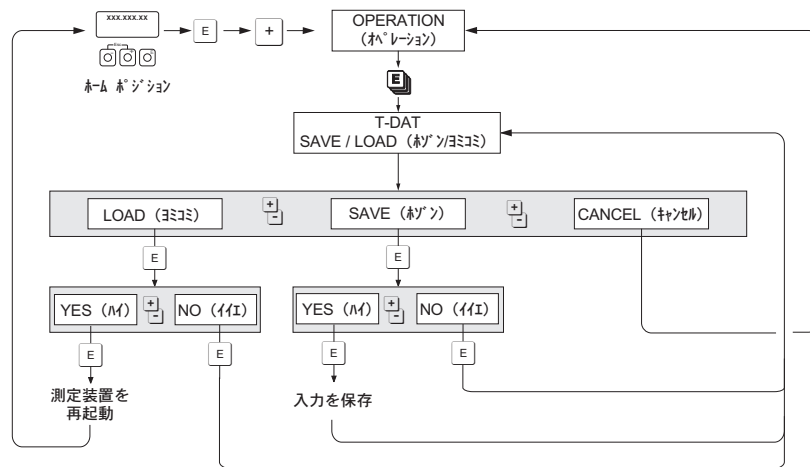 xxx.xxx.xx
Esc
E
+
-
+
E
OPERATION
(ｵﾍﾟﾚｰｼｮﾝ)
ﾎｰﾑ ﾎﾟｼﾞｼｮﾝ
E
T-DAT
SAVE / LOAD (ﾎｿﾞﾝ/ﾖﾐｺﾐ)
LOAD (ﾖﾐｺﾐ)
+
-
SAVE (ﾎｿﾞﾝ)
+
-
CANCEL (ｷｬﾝｾﾙ)
E
E
YES (ﾊｲ)
+
-
NO (ｲｲｴ)
YES (ﾊｲ)
+
-
NO (ｲｲｴ)
E
E
E
E
測定装置を
再起動
入力を保存